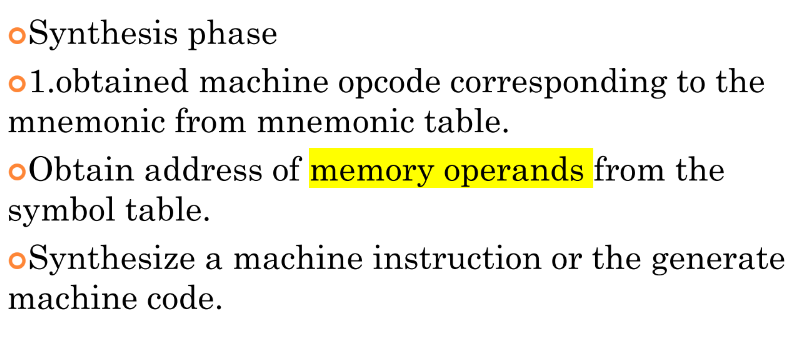 Synthesis phase
1.obtained machine opcode corresponding to the
mnemonic from mnemonic table.
Obtain address of memory operands from the
symbol table.
Synthesize a machine instruction or the generate
machine code.